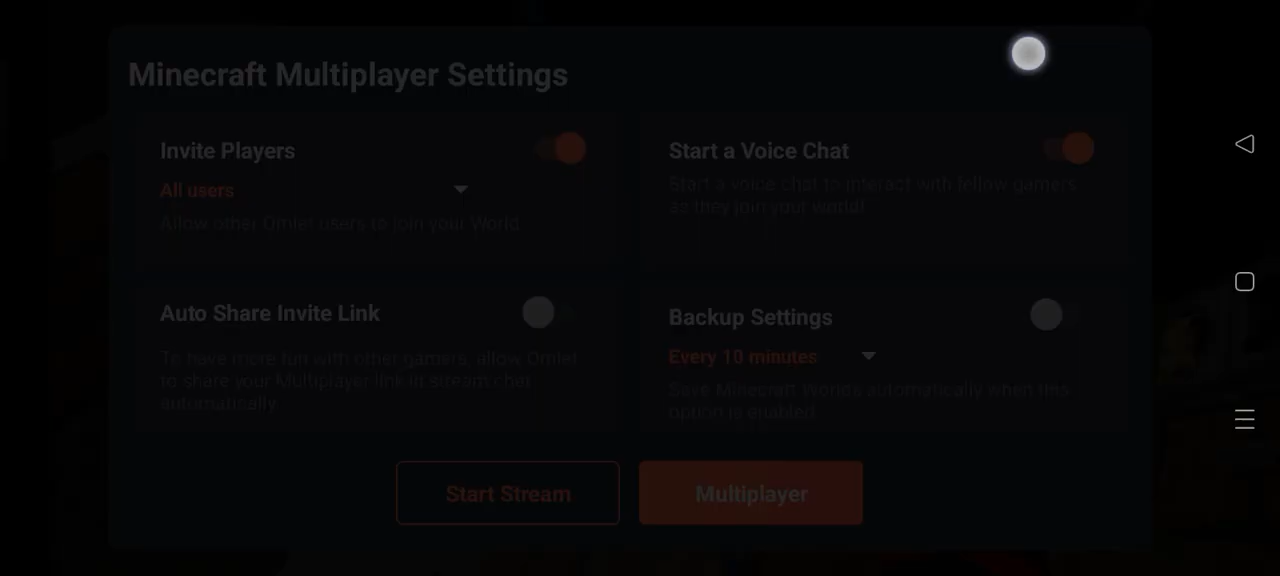 Minecraft Multiplayer Settings
Invite Players
All users
Allow other Omlet users to join your World.
Start a Voice Chat
Start a voice chat to interact with fellow gamers
as they join your world!
Auto Share Invite Link
To have more fun with other gamers, allow Omlet
to share your Multiplayer link in stream chat
automatically.
Backup Settings
Every 10 minutes
Save Minecraft Worlds automatically when this
option is enabled.
Start Stream
Multiplayer